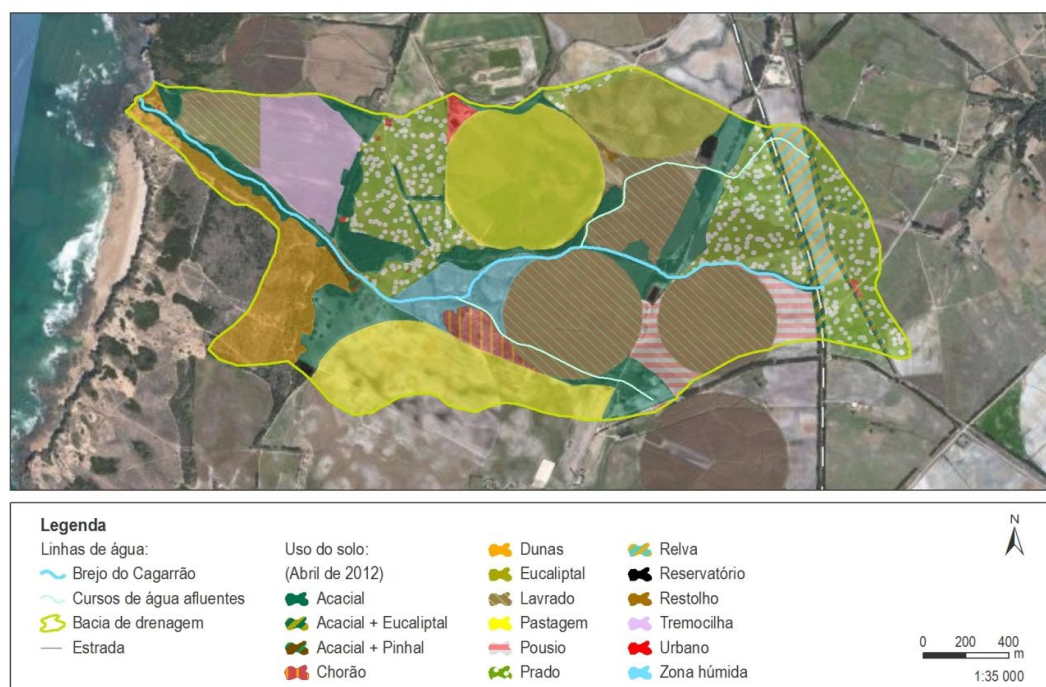 Legenda
Linhas de água:
Brejo do Cagarrão
Cursos de água afluentes
Bacia de drenagem
Estrada
Uso do solo:
(Abril de 2012)
Acacial
Acacial + Eucaliptal
Acacial + Pinhal
Chorão
Dunas
Eucaliptal
Lavrado
Pastagem
Pousio
Prado
Relva
Reservatório
Restolho
Tremocilha
Urbano
Zona húmida
N
0 200 400
m
1:35 000